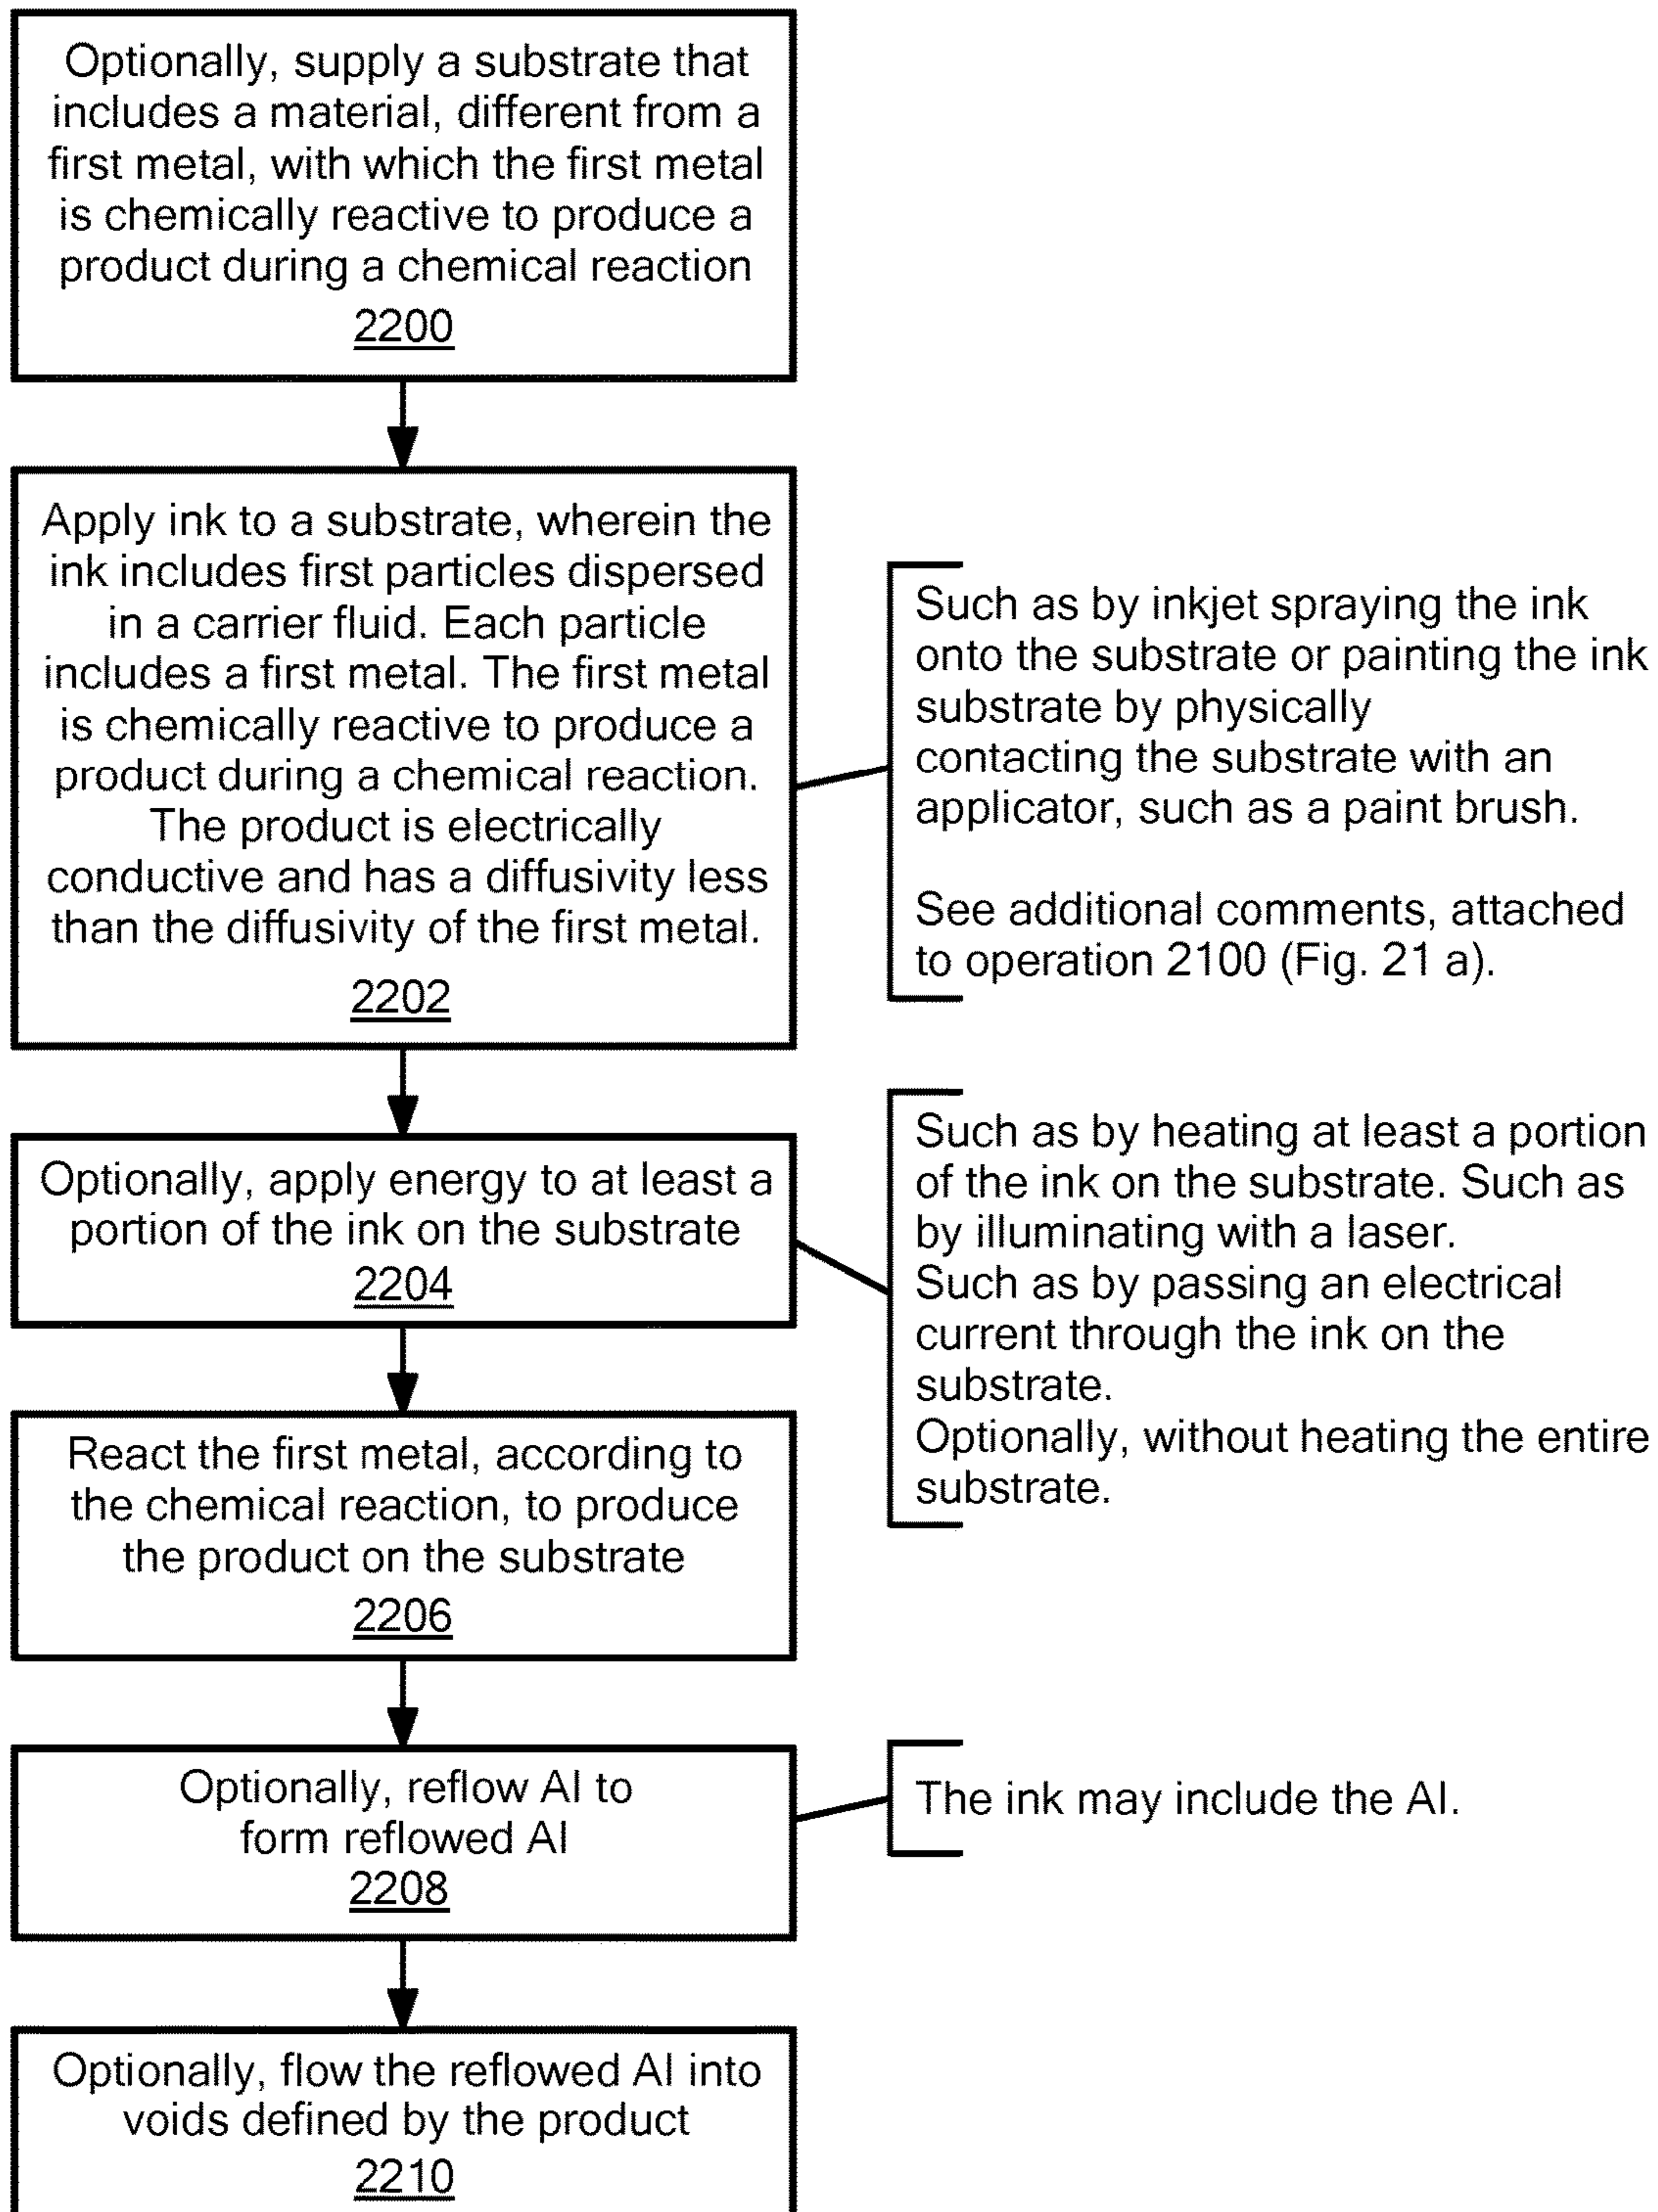 Optionally, supply a substrate that
includes a material, different from a
first metal, with which the first metal
is chemically reactive to produce a
product during a chemical reaction
2200
Apply ink to a substrate, wherein the
ink includes first particles dispersed
in a carrier fluid. Each particle
includes a first metal. The first metal
is chemically reactive to produce a
product during a chemical reaction.
The product is electrically
conductive and has a diffusivity less
than the diffusivity of the first metal.
2202
Such as by inkjet spraying the ink
onto the substrate or painting the ink
substrate by physically
contacting the substrate with an
applicator, such as a paint brush.
See additional comments, attached
to operation 2100 (Fig. 21 a).
Optionally, apply energy to at least a
portion of the ink on the substrate
2204
Such as by heating at least a portion
of the ink on the substrate. Such as
by illuminating with a laser.
Such as by passing an electrical
current through the ink on the
substrate.
Optionally, without heating the entire
substrate.
React the first metal, according to
the chemical reaction, to produce
the product on the substrate
2206
Optionally, reflow Al to
form reflowed Al
2208
The ink may include the Al.
Optionally, flow the reflowed Al into
voids defined by the product
2210